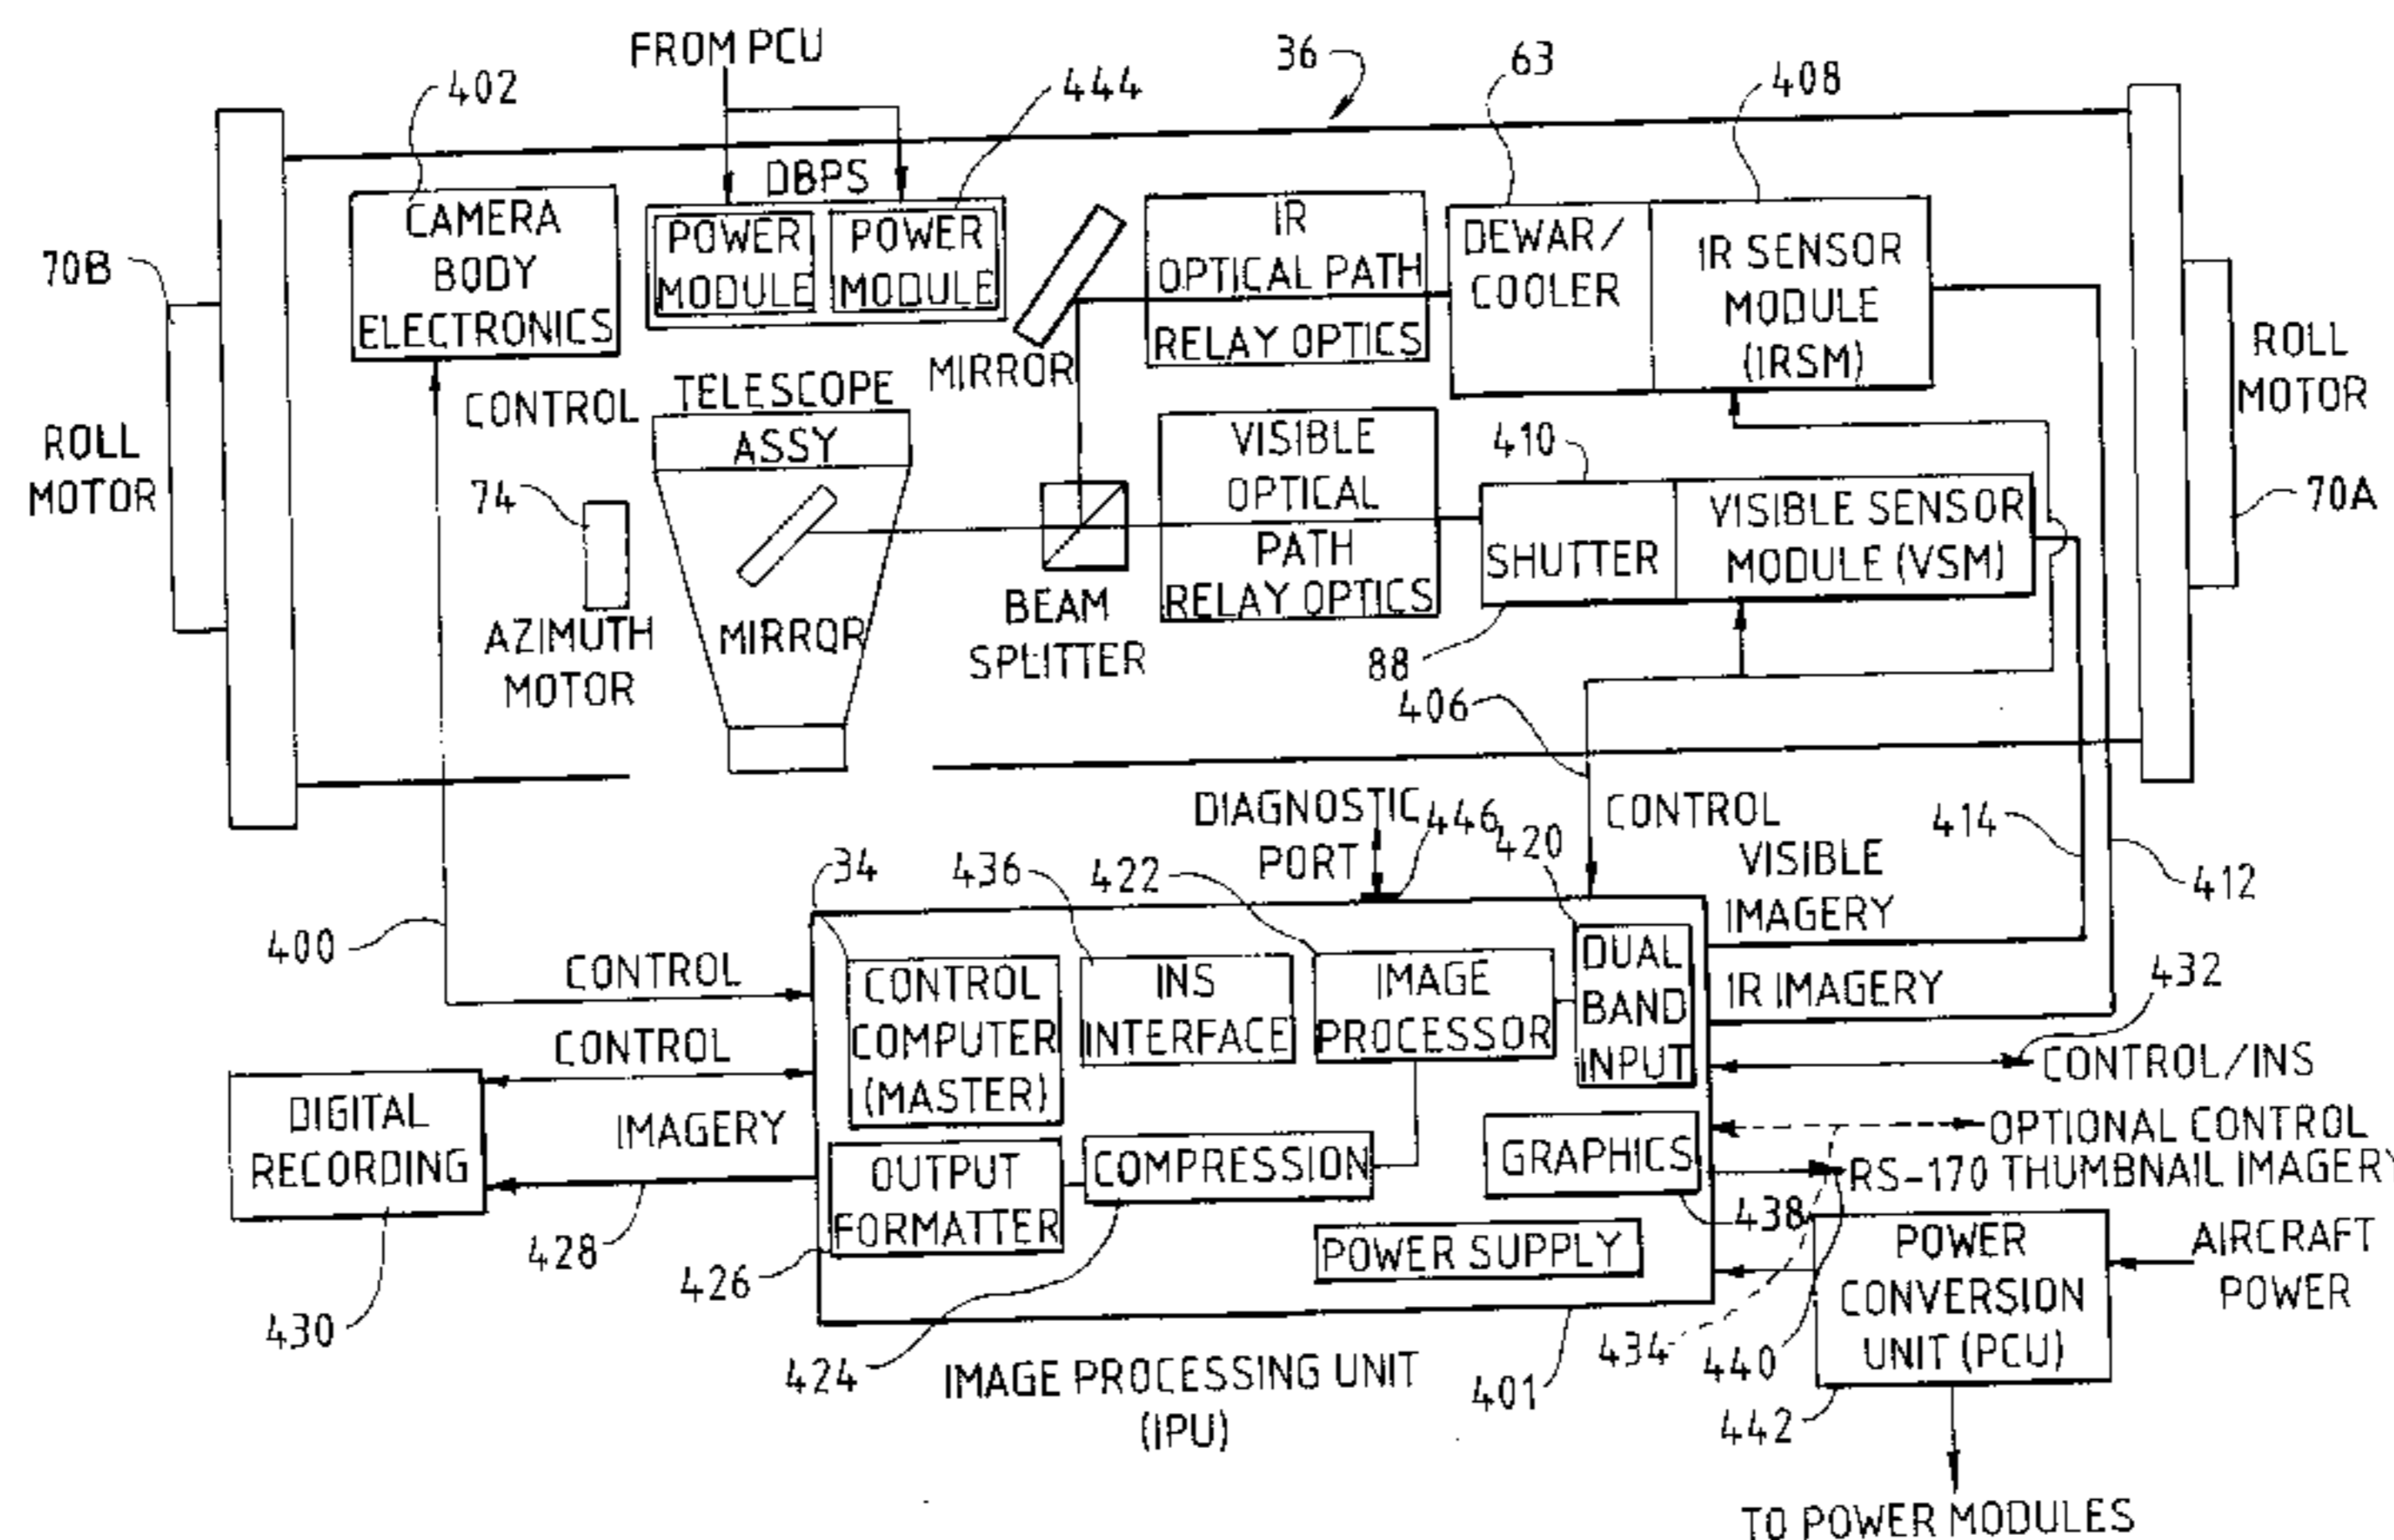 FROM PCU
36
63
408
402
444
DBPS
CAMERA
BODY
ELECTRONICS
POWER
MODULE
POWER
MODULE
IR
OPTICAL PATH
RELAY OPTICS
DEWAR/
COOLER
IR SENSOR
MODULE
(IRSM)
70B
ROLL
MOTOR
MIRROR
ROLL
MOTOR
CONTROL
TELESCOPE
ASSY
VISIBLE
OPTICAL
PATH
RELAY OPTICS
410
SHUTTER
VISIBLE SENSOR
MODULE (VSM)
70A
74
AZIMUTH
MOTOR
MIRROR
BEAM
SPLITTER
88
406
DIAGNOSTIC
PORT
446
CONTROL
VISIBLE
IMAGERY
414
412
34
436
422
420
400
CONTROL
CONTROL
COMPUTER
(MASTER)
INS
INTERFACE
IMAGE
PROCESSOR
DUAL
BAND
INPUT
IR IMAGERY
432
CONTROL
CONTROL/INS
DIGITAL
RECORDING
IMAGERY
OUTPUT
FORMATTER
COMPRESSION
GRAPHICS
OPTIONAL CONTROL
RS-170 THUMBNAIL IMAGERY
438
428
426
POWER SUPPLY
POWER
CONVERSION
UNIT (PCU)
AIRCRAFT
POWER
430
424
IMAGE PROCESSING UNIT
(IPU)
401
434
440
442
TO POWER MODULES